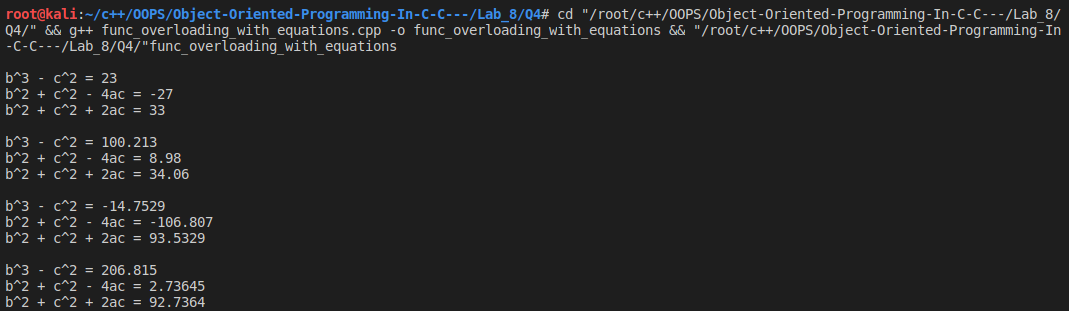 root@kali:~/c++/OOPS/Object-Oriented-Programming-In-C-C---/Lab_8/Q4# cd "/root/c++/OOPS/Object-Oriented-Programming-In-C-C---/Lab_8/
Q4/" && g++ func_overloading_with_equations.cpp -o func_overloading_with_equations && "/root/c++/OOPS/Object-Oriented-Programming-In
-C-C---/Lab_8/Q4/"func_overloading_with_equations
b^3 - c^2 = 23
b^2 + c^2 - 4ac = -27
b^2 + c^2 + 2ac = 33
b^3 - c^2 = 100.213
b^2 + c^2 - 4ac = 8.98
b^2 + c^2 + 2ac = 34.06
b^3 - c^2 = -14.7529
b^2 + c^2 - 4ac = -106.807
b^2 + c^2 + 2ac = 93.5329
b^3 - c^2 = 206.815
b^2 + c^2 - 4ac = 2.73645
b^2 + c^2 + 2ac = 92.7364